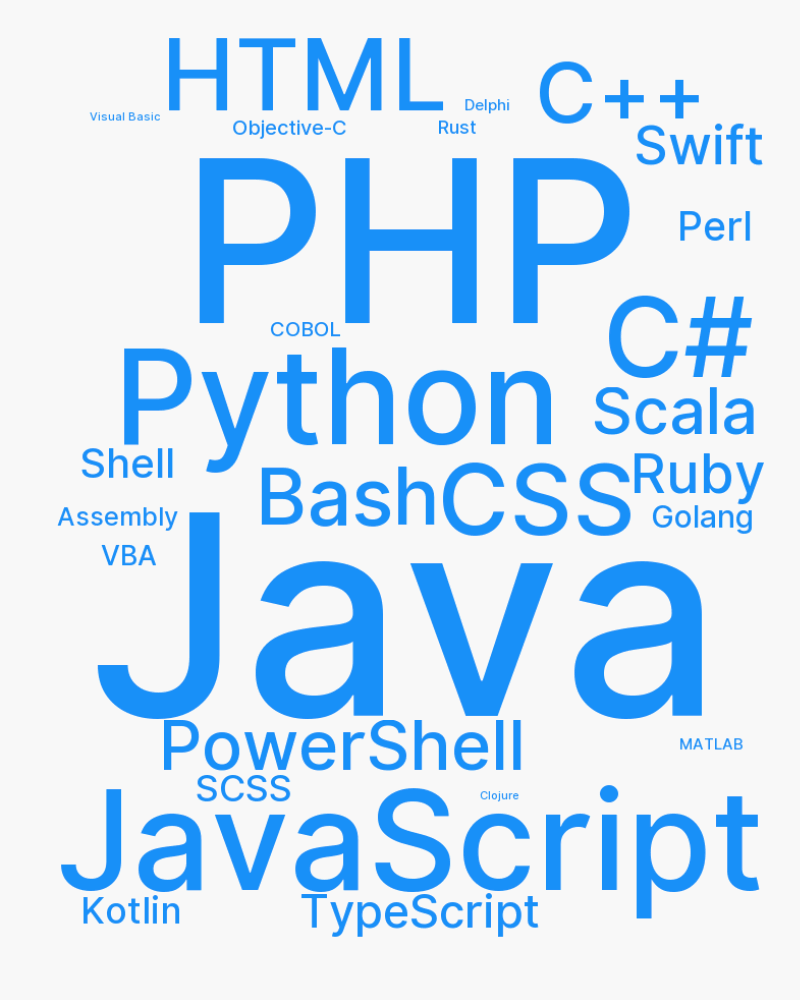 HTML
C++
Delphi
Visual Basic
Objective-C
Rust
Swift
PHP
Perl
COBOL
C#
Python
Scala
Shell
Ruby
Bash
CSS
Assembly
Golang
VBA
Java
PowerShell
MATLAB
SCSS
Clojure
JavaScript
Kotlin
TypeScript